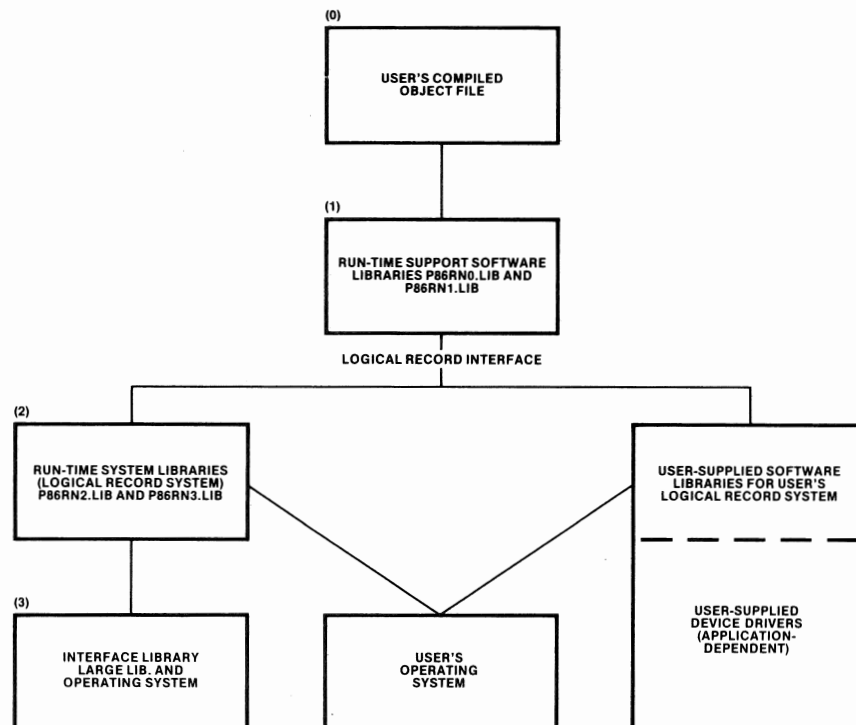 (0)
USER'S COMPILED
OBJECT FILE
(1)
RUN-TIME SUPPORT SOFTWARE
LIBRARIES P86RN0.LIB AND
P86RN1.LIB
LOGICAL RECORD INTERFACE
(2)
RUN-TIME SYSTEM LIBRARIES
(LOGICAL RECORD SYSTEM)
P86RN2.LIB AND P86RN3.LIB
USER-SUPPLIED SOFTWARE
LIBRARIES FOR USER'S
LOGICAL RECORD SYSTEM
(3)
INTERFACE LIBRARY
LARGE LIB. AND
OPERATING SYSTEM
USER'S
OPERATING
SYSTEM
USER-SUPPLIED
DEVICE DRIVERS
(APPLICATION-
DEPENDENT)